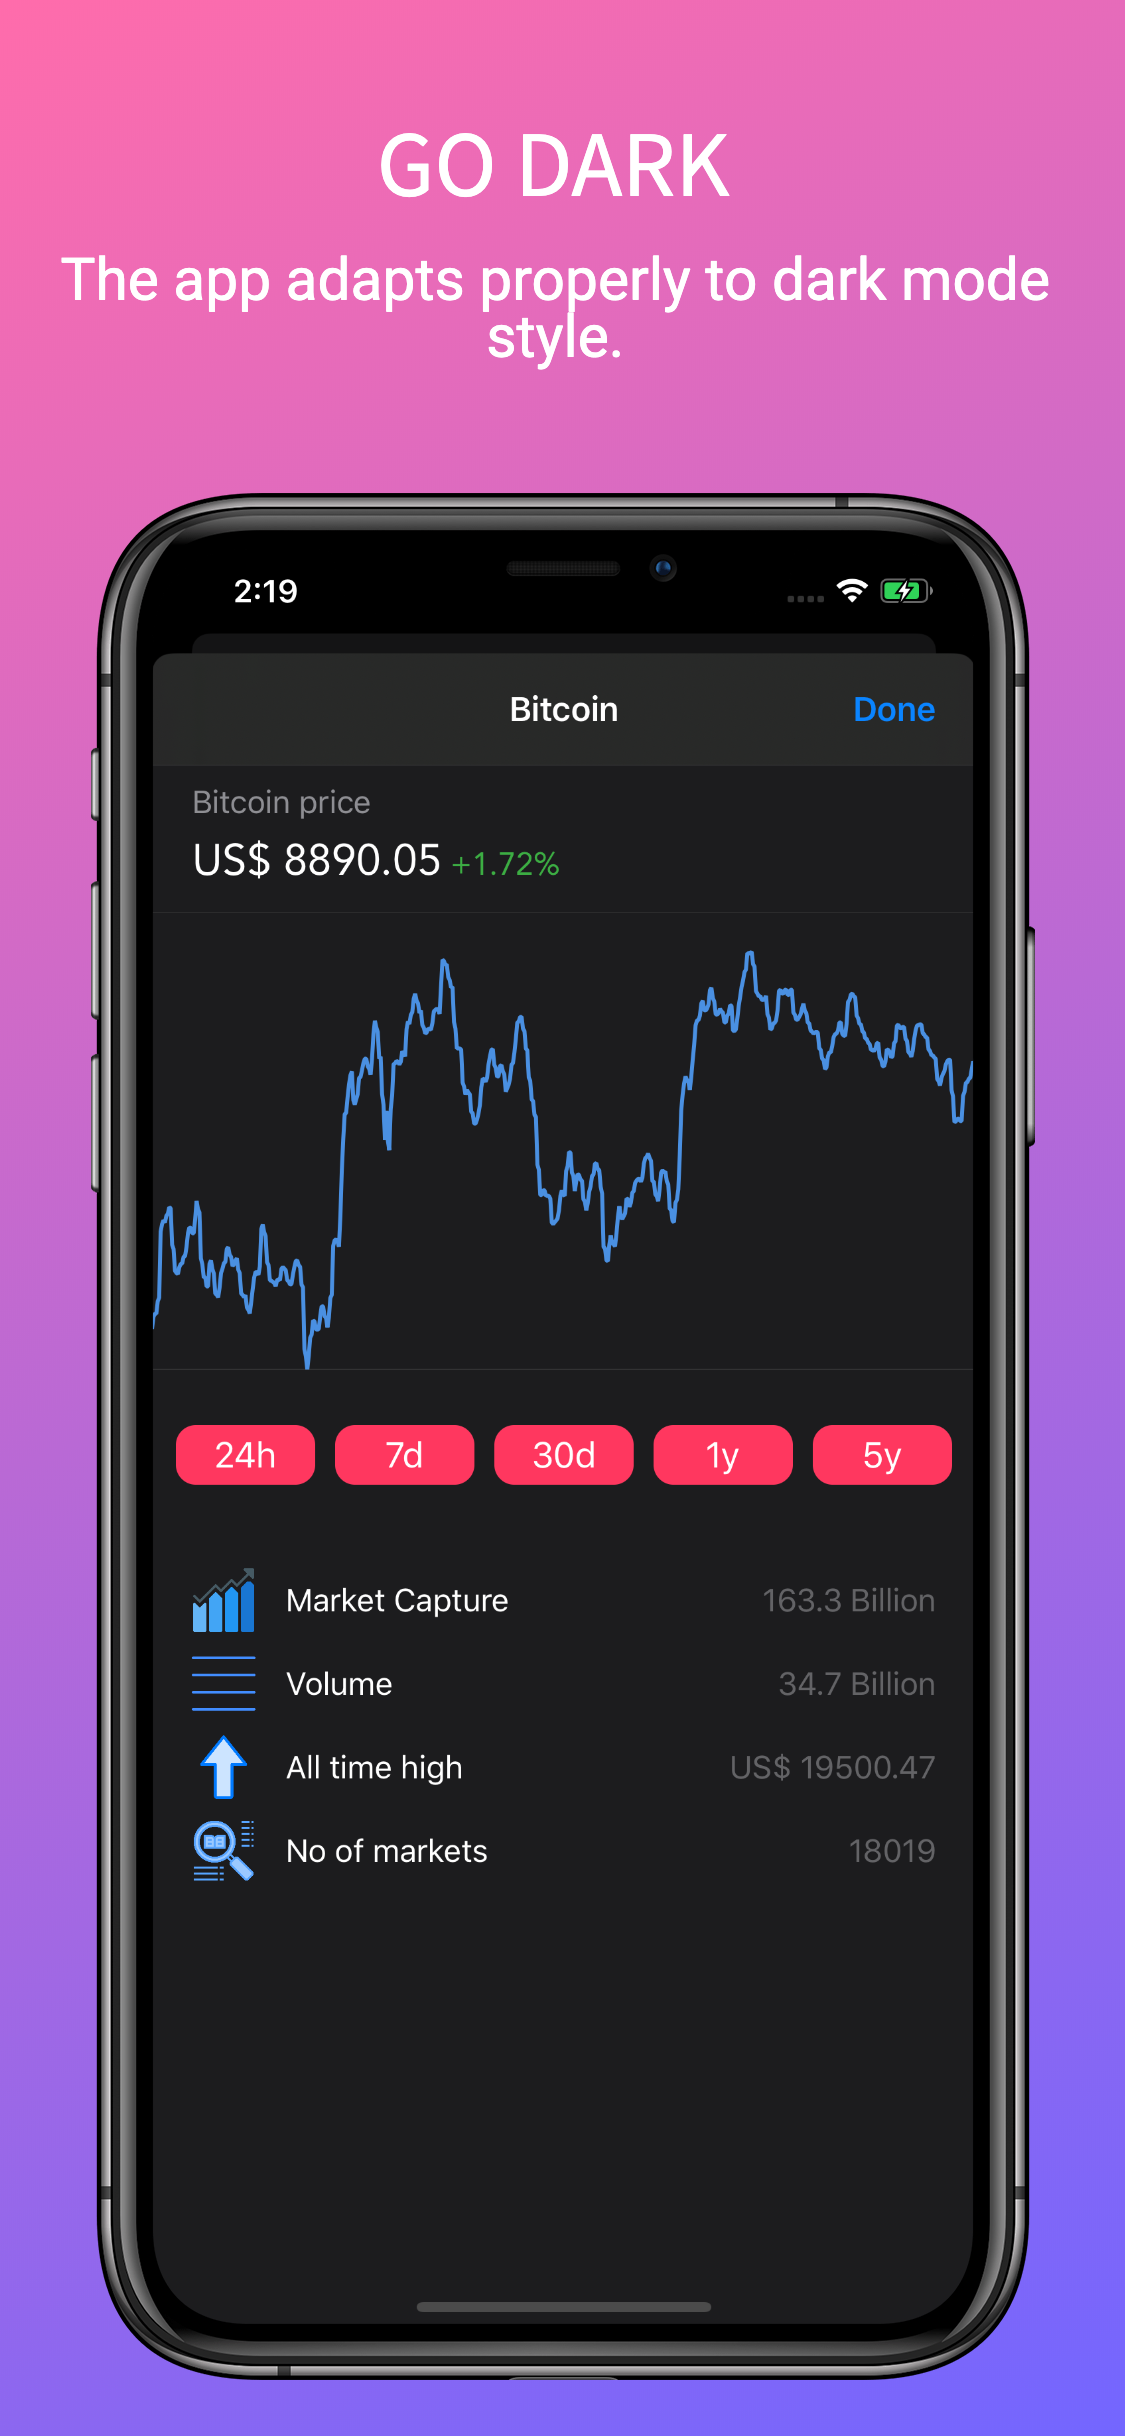 GO DARK
The app adapts properly to dark mode
style.
2:19
Bitcoin
Done
Bitcoin price
US$ 8890.05 +1.72%
24h
7d
30d
1y
5y
Market Capture 163.3 Billion
Volume 34.7 Billion
All time high US$ 19500.47
No of markets 18019